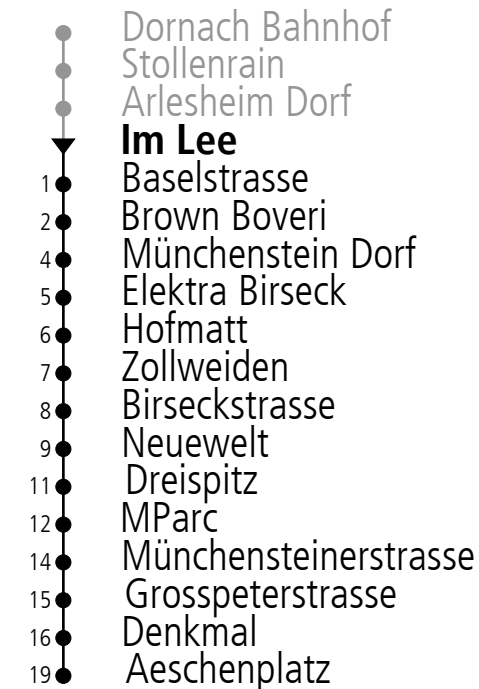 Dornach Bahnhof
Stollenrain
Arlesheim Dorf
Im Lee
1 Baselstrasse
2 Brown Boveri
4 Münchenstein Dorf
5 Elektra Birseck
6 Hofmatt
7 Zollweiden
8 Birseckstrasse
9 Neuewelt
11 Dreispitz
12 MParc
14 Münchensteinerstrasse
15 Grosspeterstrasse
16 Denkmal
19 Aeschenplatz